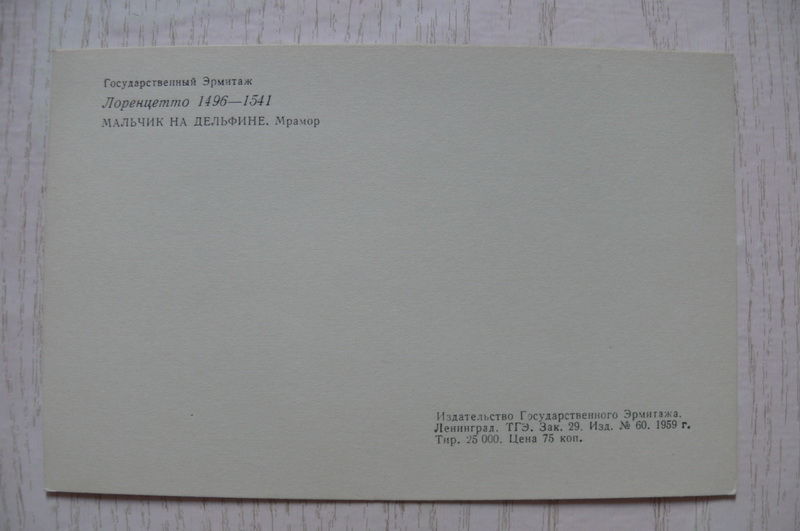 Государственный Эрмитаж
Лоренцетто 1496—1541
МАЛЬЧИК НА ДЕЛЬФИНЕ. Мрамор
Издательство Государственного Эрмитажа.
Ленинград. ТГЭ. Зак. 29. Изд. № 60. 1959 г.
Тир. 25 000. Цена 75 коп.